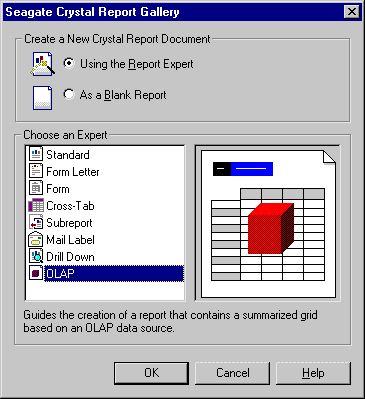 Seagate Crystal Report Gallery
Create a New Crystal Report Document
Using the Report Expert
As a Blank Report
Choose an Expert
Standard
Form Letter
Form
Cross-Tab
Subreport
Mail Label
Drill Down
OLAP
Guides the creation of a report that contains a summarized grid
based on an OLAP data source.
OK Cancel Help